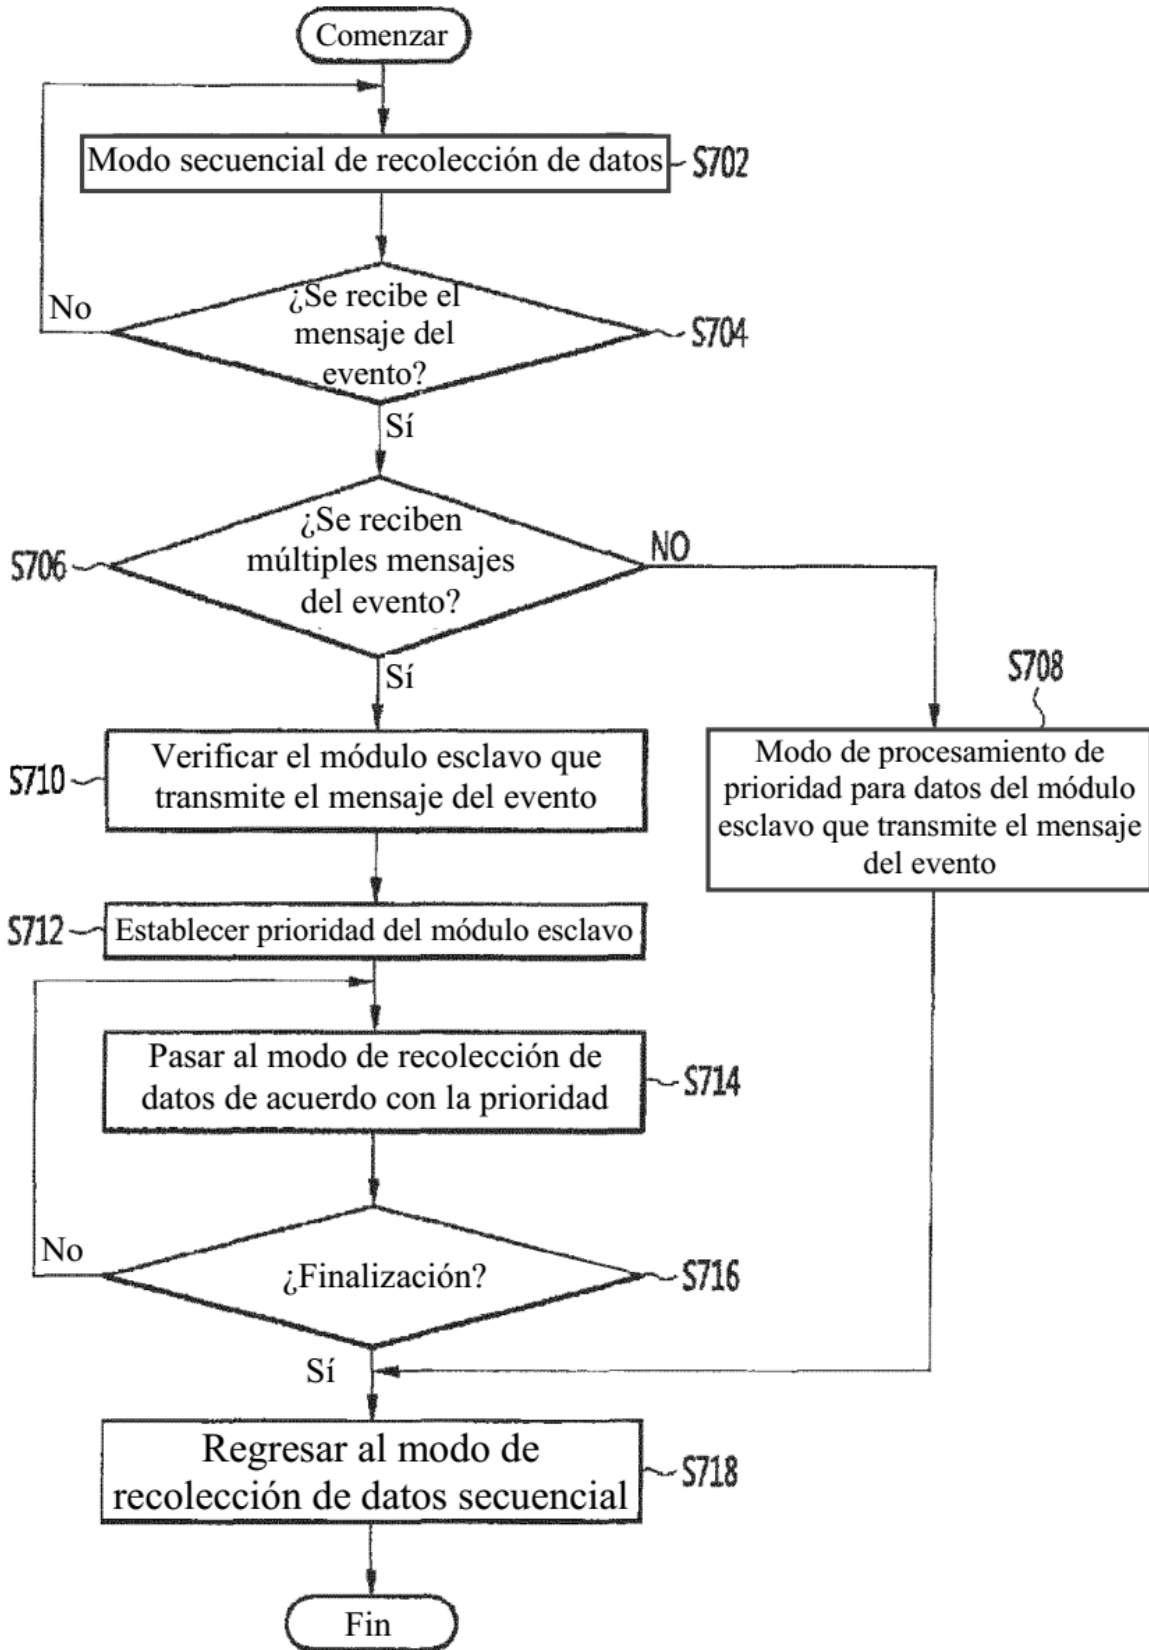 Comenzar
Modo secuencial de recolección de datos
S702
¿Se recibe el
mensaje del
evento?
No
S704
Sí
¿Se reciben
múltiples mensajes
del evento?
S706
NO
Sí
S708
Modo de procesamiento de
prioridad para datos del módulo
esclavo que transmite el mensaje
del evento
Verificar el módulo esclavo que
transmite el mensaje del evento
S710
S712
Establecer prioridad del módulo esclavo
Pasar al modo de recolección de
datos de acuerdo con la prioridad
S714
No
¿Finalización?
S716
Sí
Regresar al modo de
recolección de datos secuencial
S718
Fin